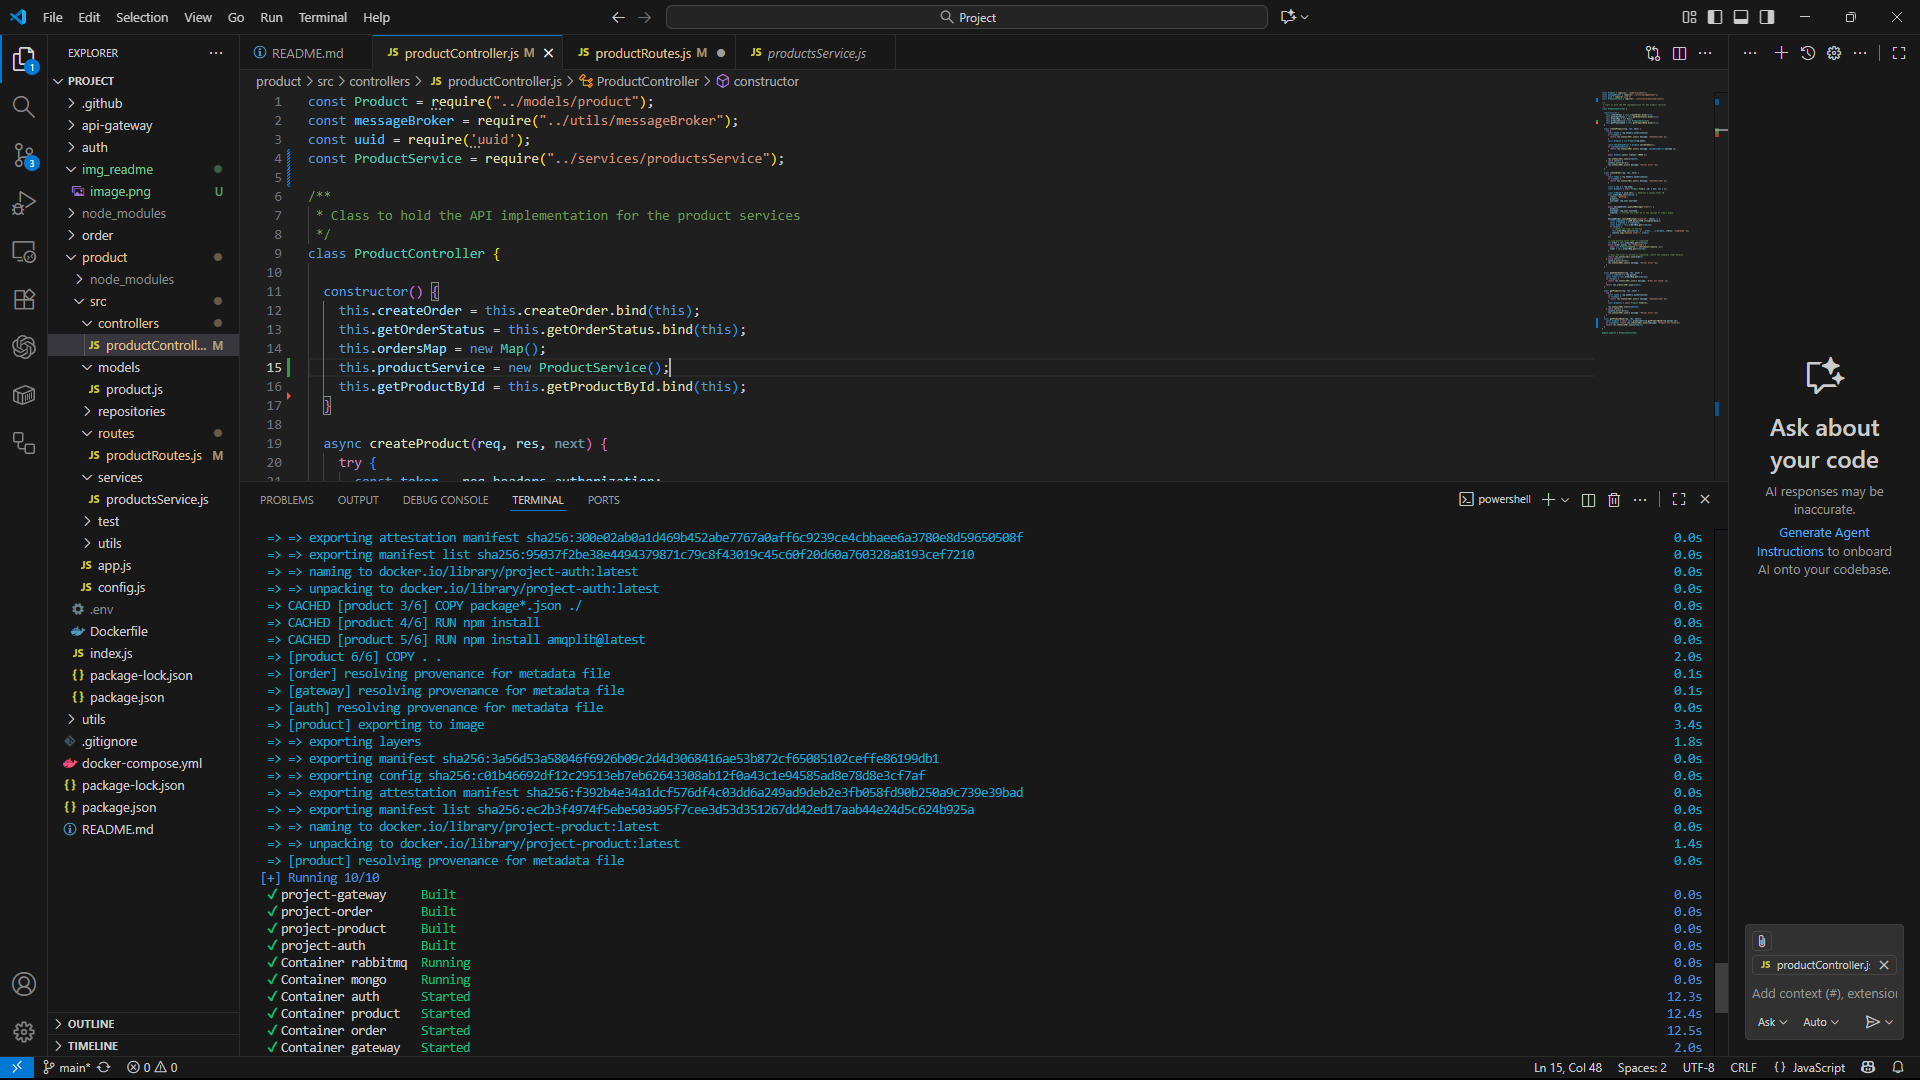 File Edit Selection View Go Run Terminal Help
Project
EXPLORER
PROJECT
.github
api-gateway
auth
img_readme
image.png U
node_modules
order
product
node_modules
src
controllers
JS productControll... M
models
JS product.js
repositories
routes
JS productRoutes.js M
services
JS productsService.js
test
utils
JS app.js
JS config.js
.env
Dockerfile
JS index.js
{} package-lock.json
{} package.json
utils
.gitignore
docker-compose.yml
{} package-lock.json
{} package.json
README.md
OUTLINE
TIMELINE
1
3
README.md
JS productController.js M
JS productRoutes.js M
JS productsService.js
product > src > controllers > JS productController.js > ProductController > constructor
1 const Product = require("../models/product");
2 const messageBroker = require("../utils/messageBroker");
3 const uuid = require('uuid');
4 const ProductService = require("../services/productsService");
5
6 /**
7 * Class to hold the API implementation for the product services
8 */
9 class ProductController {
10
11 constructor() {
12 this.createOrder = this.createOrder.bind(this);
13 this.getOrderStatus = this.getOrderStatus.bind(this);
14 this.ordersMap = new Map();
15 this.productService = new ProductService();
16 this.getProductById = this.getProductById.bind(this);
17 }
18
19 async createProduct(req, res, next) {
20 try {
21 const token = req.headers.authorization;
PROBLEMS OUTPUT DEBUG CONSOLE TERMINAL PORTS
powershell
=> => exporting attestation manifest sha256:300e02ab0a1d469b452abe7767a0aff6c9239ce4cbbaee6a3780e8d59650508f 0.0s
=> => exporting manifest list sha256:95037f2be38e4494379871c79c8f43019c45c60f20d60a760328a8193cef7210 0.0s
=> => naming to docker.io/library/project-auth:latest 0.0s
=> => unpacking to docker.io/library/project-auth:latest 0.0s
=> CACHED [product 3/6] COPY package*.json ./ 0.0s
=> CACHED [product 4/6] RUN npm install 0.0s
=> CACHED [product 5/6] RUN npm install amqplib@latest 0.0s
=> [product 6/6] COPY . . 2.0s
=> [order] resolving provenance for metadata file 0.1s
=> [gateway] resolving provenance for metadata file 0.1s
=> [auth] resolving provenance for metadata file 0.0s
=> [product] exporting to image 3.4s
=> => exporting layers 1.8s
=> => exporting manifest sha256:3a56d53a58046f6926b09c2d4d3068416ae53b872cf65085102ceffe86199db1 0.0s
=> => exporting config sha256:c01b46692df12c29513eb7eb62643308ab12f0a43c1e94585ad8e78d8e3cf7af 0.0s
=> => exporting attestation manifest sha256:f392b4e34a1dcf576df4c03dd6a249ad9deb2e3fb058fd90b250a9c739e39bad 0.0s
=> => exporting manifest list sha256:ec2b3f4974f5ebe503a95f7cee3d53d351267dd42ed17aab44e24d5c624b925a 0.0s
=> => naming to docker.io/library/project-product:latest 0.0s
=> => unpacking to docker.io/library/project-product:latest 1.4s
=> [product] resolving provenance for metadata file 0.0s
[+] Running 10/10
✓ project-gateway Built 0.0s
✓ project-order Built 0.0s
✓ project-product Built 0.0s
✓ project-auth Built 0.0s
✓ Container rabbitmq Running 0.0s
✓ Container mongo Running 0.0s
✓ Container auth Started 12.3s
✓ Container product Started 12.4s
✓ Container order Started 12.5s
✓ Container gateway Started 2.0s
Ask about
your code
AI responses may be
inaccurate.
Generate Agent
Instructions to onboard
AI onto your codebase.
JS productController.j
Add context (#), extension
Ask Auto
main* 0 0
Ln 15, Col 48 Spaces: 2 UTF-8 CRLF {} JavaScript